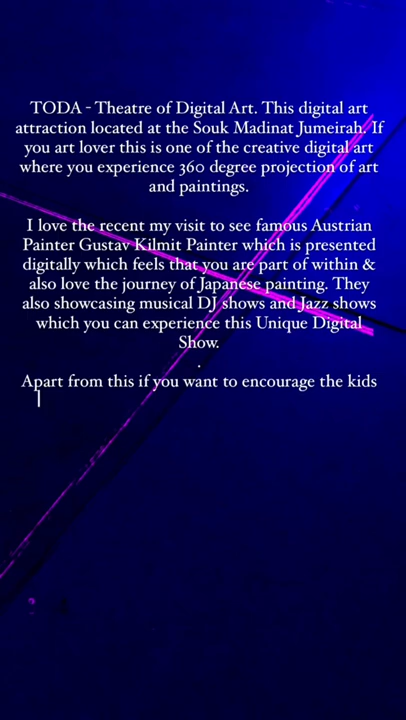 TODA - Theatre of Digital Art. This digital art
attraction located at the Souk Madinat Jumeirah. If
you art lover this is one of the creative digital art
where you experience 360 degree projection of art
and paintings.
I love the recent my visit to see famous Austrian
Painter Gustav Kilmit Painter which is presented
digitally which feels that you are part of within &
also love the journey of Japanese painting. They
also showcasing musical DJ shows and Jazz shows
which you can experience this Unique Digital
Show.
.
Apart from this if you want to encourage the kids